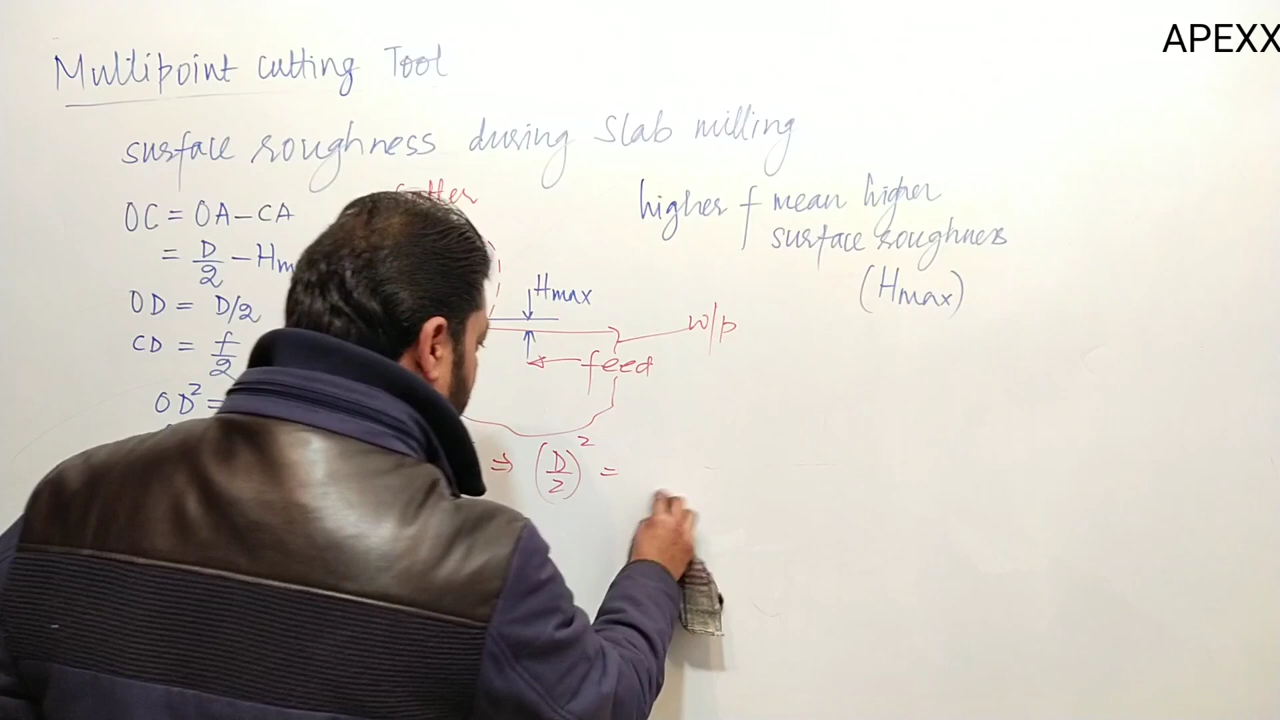 APEXX
Multipoint cutting Tool
surface roughness during Slab milling
OC = OA - CA
= D/2 - Hm
OD = D/2
CD = f/2
OD² =
higher f mean higher
surface roughness
(Hmax)
Hmax
w/p
feed
⇒ (D/2)² =